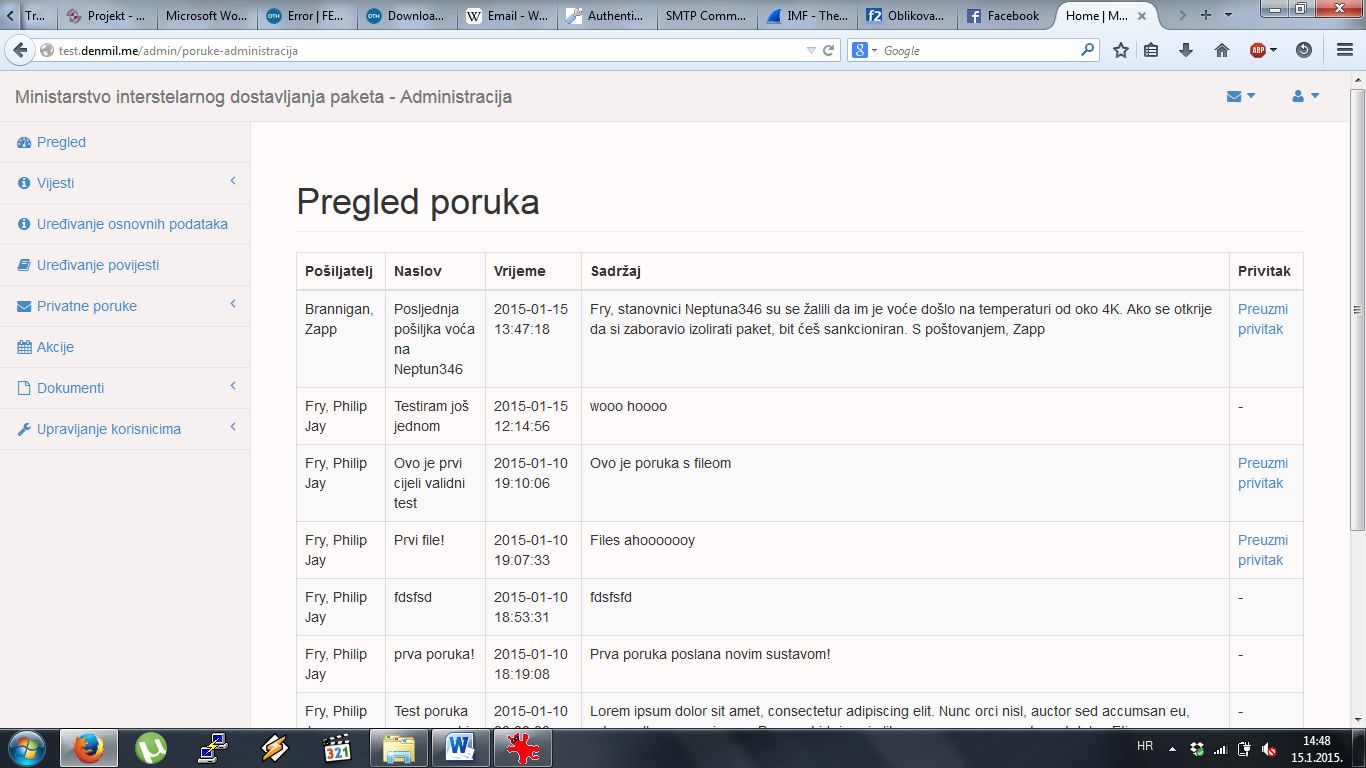 Tr...
Projekt - ...
Microsoft Wo...
Error | FE...
Downloa...
Email - W...
Authenti...
SMTP Comm...
IMF - The...
Oblikova...
Facebook
Home | M...
test.denmil.me/admin/poruke-administracija
Google
Ministarstvo interstelarnog dostavljanja paketa - Administracija
Pregled
Vijesti
Uređivanje osnovnih podataka
Uređivanje povijesti
Privatne poruke
Akcije
Dokumenti
Upravljanje korisnicima
Pregled poruka
Pošiljatelj Naslov Vrijeme Sadržaj Privitak
Brannigan, Posljednja 2015-01-15 Fry, stanovnici Neptuna346 su se žalili da im je voće došlo na temperaturi od oko 4K. Ako se otkrije Preuzmi
Zapp pošiljka voća 13:47:18 da si zaboravio izolirati paket, bit ćeš sankcioniran. S poštovanjem, Zapp privitak
na
Neptun346
Fry, Philip Testiram još 2015-01-15 wooo hoooo -
Jay jednom 12:14:56
Fry, Philip Ovo je prvi 2015-01-10 Ovo je poruka s fileom Preuzmi
Jay cijeli validni 19:10:06 privitak
test
Fry, Philip Prvi file! 2015-01-10 Files ahooooooy Preuzmi
Jay 19:07:33 privitak
Fry, Philip fdsfsd 2015-01-10 fdsfsfd -
Jay 18:53:31
Fry, Philip prva poruka! 2015-01-10 Prva poruka poslana novim sustavom! -
Jay 18:19:08
Fry, Philip Test poruka 2015-01-10 Lorem ipsum dolor sit amet, consectetur adipiscing elit. Nunc orci nisl, auctor sed accumsan eu, -
HR
14:48
15.1.2015.